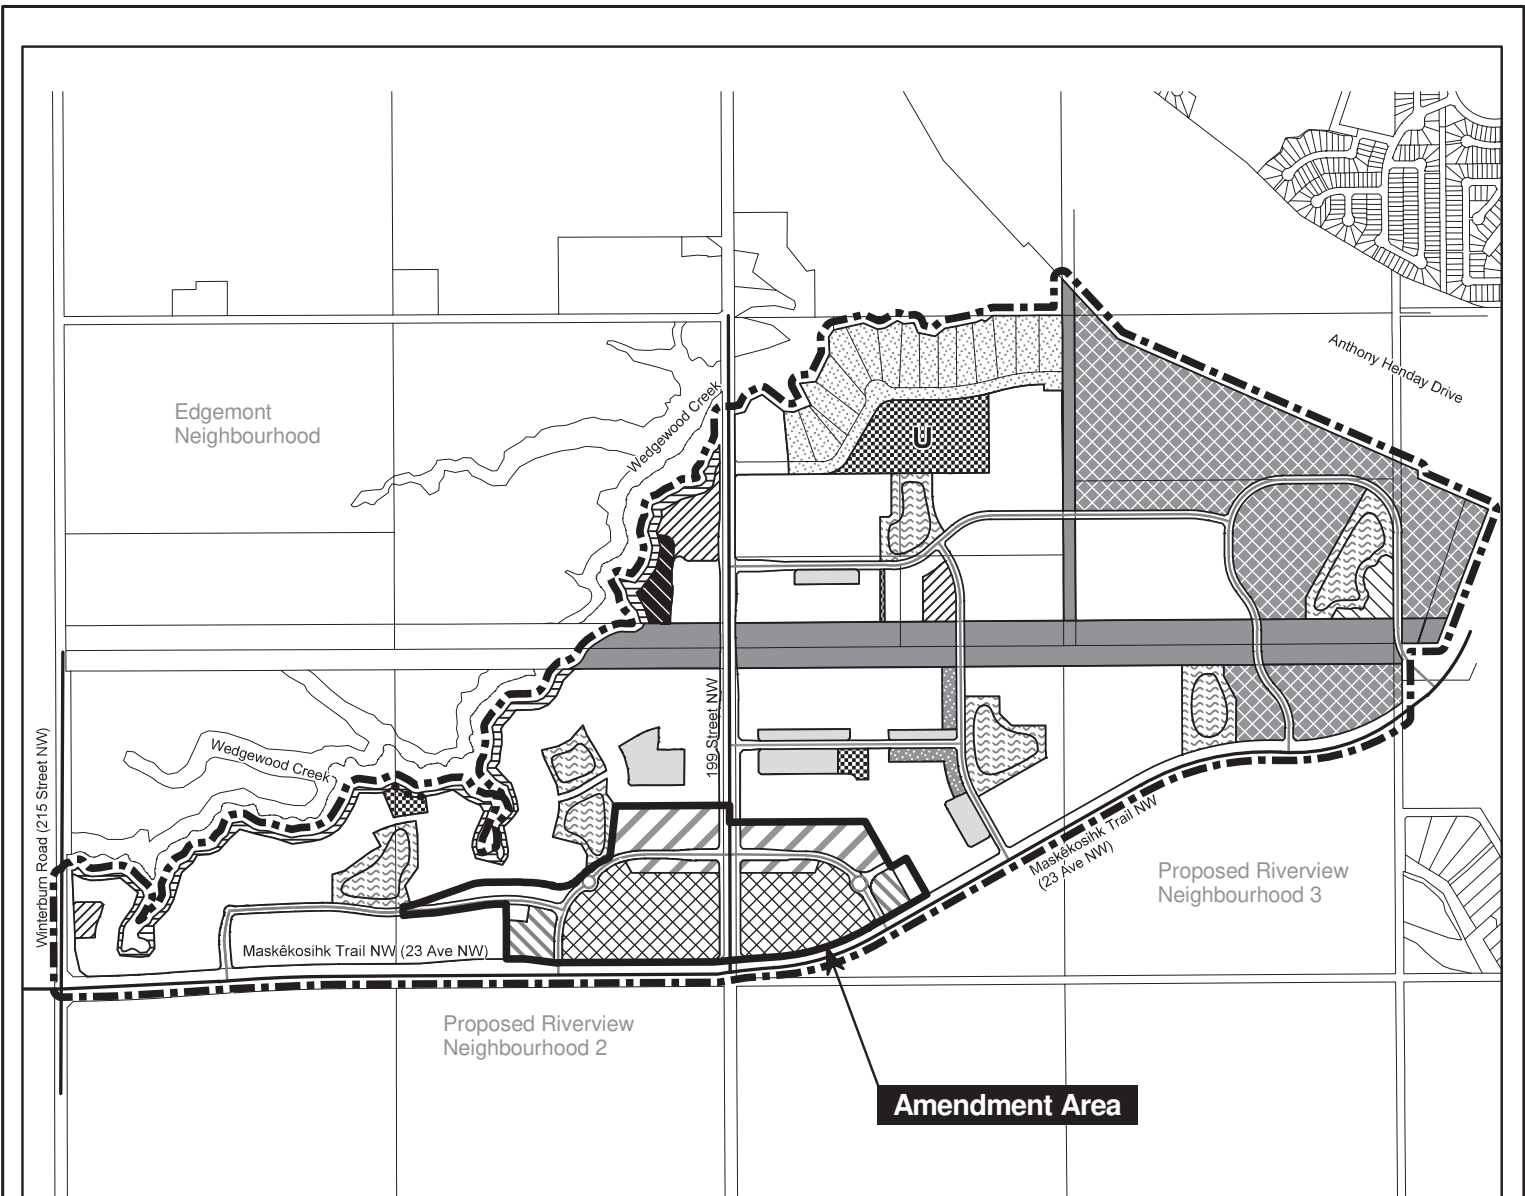 Anthony Henday Drive
Edgemont
Neighbourhood
Wedgewood Creek
U
199 Street NW
Wedgewood Creek
Winterburn Road (215 Street NW)
Maskêkosihk Trail NW
(23 Ave NW)
Proposed Riverview
Neighbourhood 3
Maskêkosihk Trail NW (23 Ave NW)
Proposed Riverview
Neighbourhood 2
Amendment Area